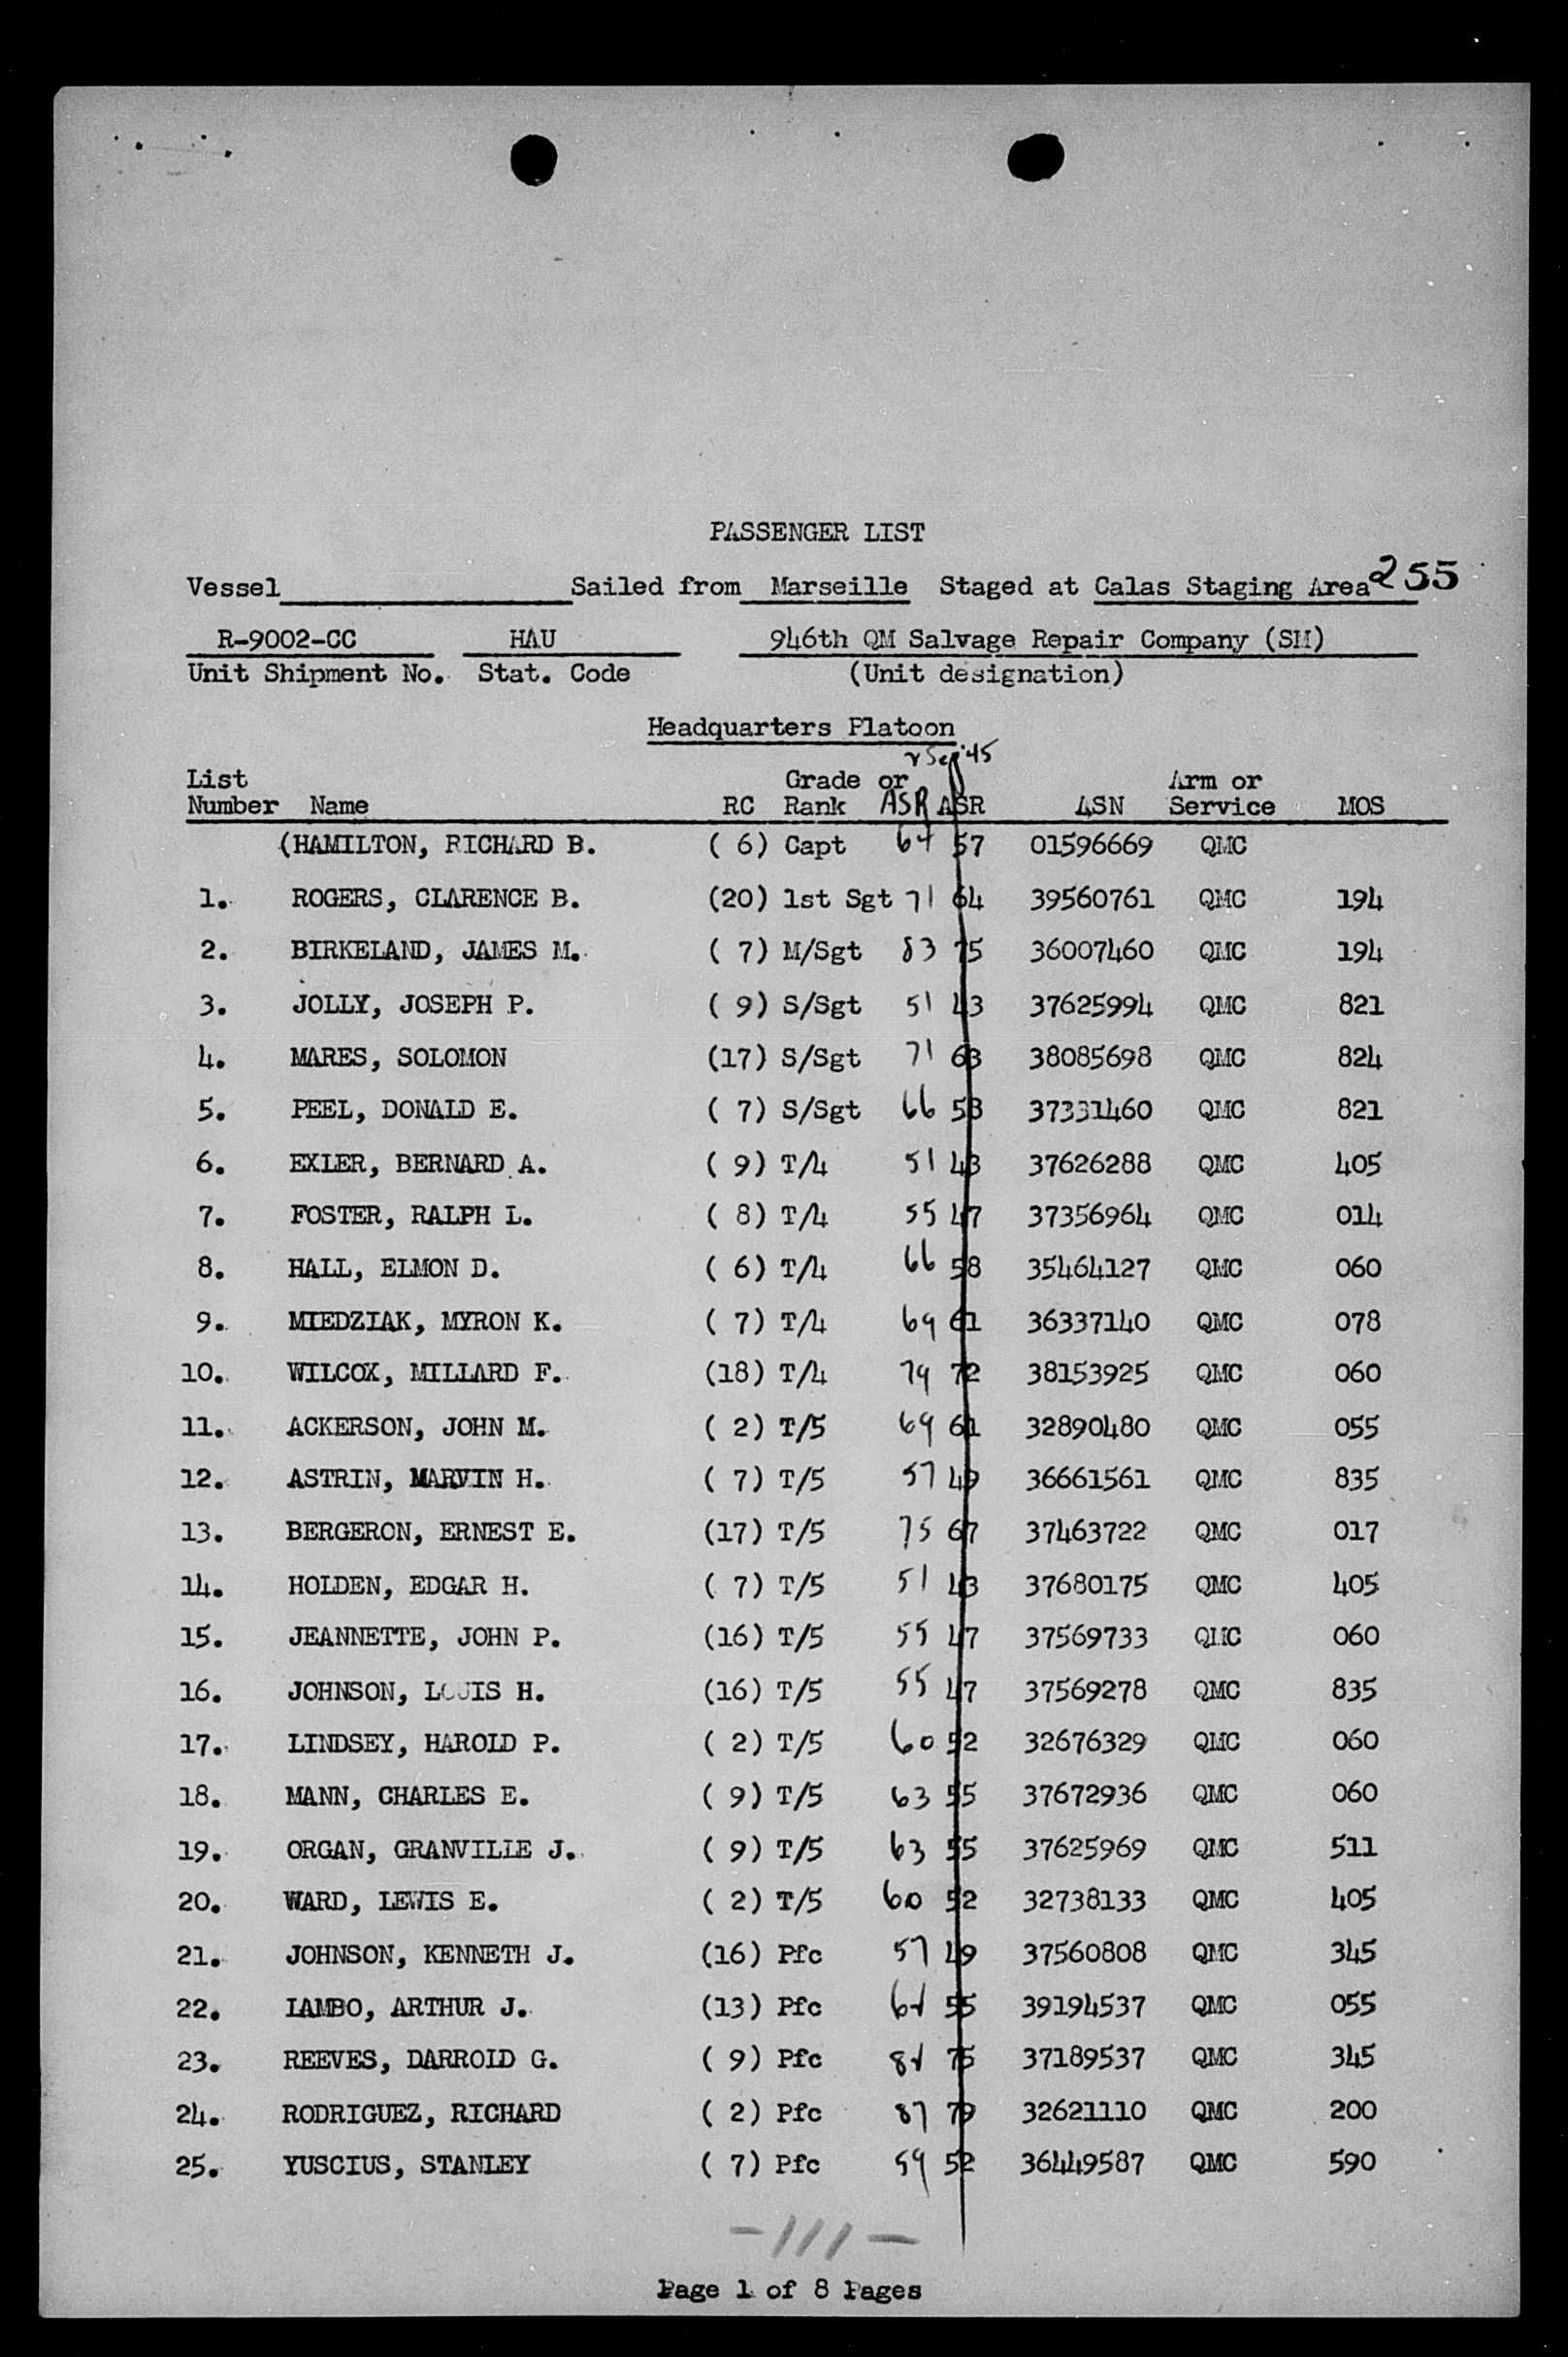 PASSENGER LIST
Vessel Sailed from Marseille Staged at Calas Staging Area 255
R-9002-CC HAU 946th QM Salvage Repair Company (SM)
Unit Shipment No. Stat. Code (Unit designation)
Headquarters Platoon
2 Sep '45
List Grade or Arm or
Number Name RC Rank ASR ASR ASN Service MOS
(HAMILTON, RICHARD B. ( 6) Capt 64 57 01596669 QMC
1. ROGERS, CLARENCE B. (20) 1st Sgt 71 64 39560761 QMC 194
2. BIRKELAND, JAMES M. ( 7) M/Sgt 83 75 36007460 QMC 194
3. JOLLY, JOSEPH P. ( 9) S/Sgt 51 43 37625994 QMC 821
4. MARES, SOLOMON (17) S/Sgt 71 63 38085698 QMC 824
5. PEEL, DONALD E. ( 7) S/Sgt 66 58 37331460 QMC 821
6. EXLER, BERNARD A. ( 9) T/4 51 43 37626288 QMC 405
7. FOSTER, RALPH L. ( 8) T/4 55 47 37356964 QMC 014
8. HALL, ELMON D. ( 6) T/4 66 58 35464127 QMC 060
9. MIEDZIAK, MYRON K. ( 7) T/4 69 61 36337140 QMC 078
10. WILCOX, MILLARD F. (18) T/4 79 72 38153925 QMC 060
11. ACKERSON, JOHN M. ( 2) T/5 69 61 32890480 QMC 055
12. ASTRIN, MARVIN H. ( 7) T/5 57 49 36661561 QMC 835
13. BERGERON, ERNEST E. (17) T/5 75 67 37463722 QMC 017
14. HOLDEN, EDGAR H. ( 7) T/5 51 43 37680175 QMC 405
15. JEANNETTE, JOHN P. (16) T/5 55 47 37569733 QMC 060
16. JOHNSON, LOUIS H. (16) T/5 55 47 37569278 QMC 835
17. LINDSEY, HAROLD P. ( 2) T/5 60 52 32676329 QMC 060
18. MANN, CHARLES E. ( 9) T/5 63 55 37672936 QMC 060
19. ORGAN, GRANVILLE J. ( 9) T/5 63 55 37625969 QMC 511
20. WARD, LEWIS E. ( 2) T/5 60 52 32738133 QMC 405
21. JOHNSON, KENNETH J. (16) Pfc 57 49 37560808 QMC 345
22. LAMBO, ARTHUR J. (13) Pfc 64 55 39194537 QMC 055
23. REEVES, DARROLD G. ( 9) Pfc 84 75 37189537 QMC 345
24. RODRIGUEZ, RICHARD ( 2) Pfc 87 79 32621110 QMC 200
25. YUSCIUS, STANLEY ( 7) Pfc 59 52 36449587 QMC 590
- 111 -
Page 1 of 8 Pages